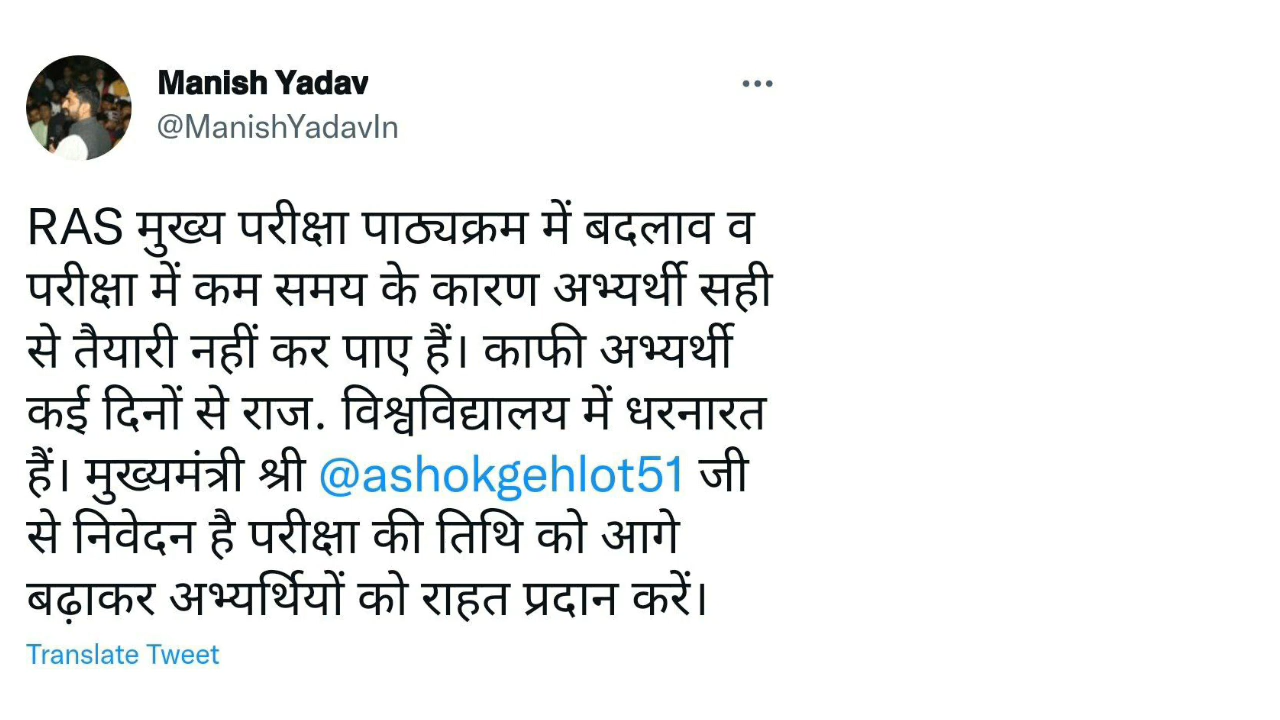 Manish Yadav
@ManishYadavIn
RAS मुख्य परीक्षा पाठ्यक्रम में बदलाव व
परीक्षा में कम समय के कारण अभ्यर्थी सही
से तैयारी नहीं कर पाए हैं। काफी अभ्यर्थी
कई दिनों से राज. विश्वविद्यालय में धरनारत
हैं। मुख्यमंत्री श्री @ashokgehlot51 जी
से निवेदन है परीक्षा की तिथि को आगे
बढ़ाकर अभ्यर्थियों को राहत प्रदान करें।
Translate Tweet